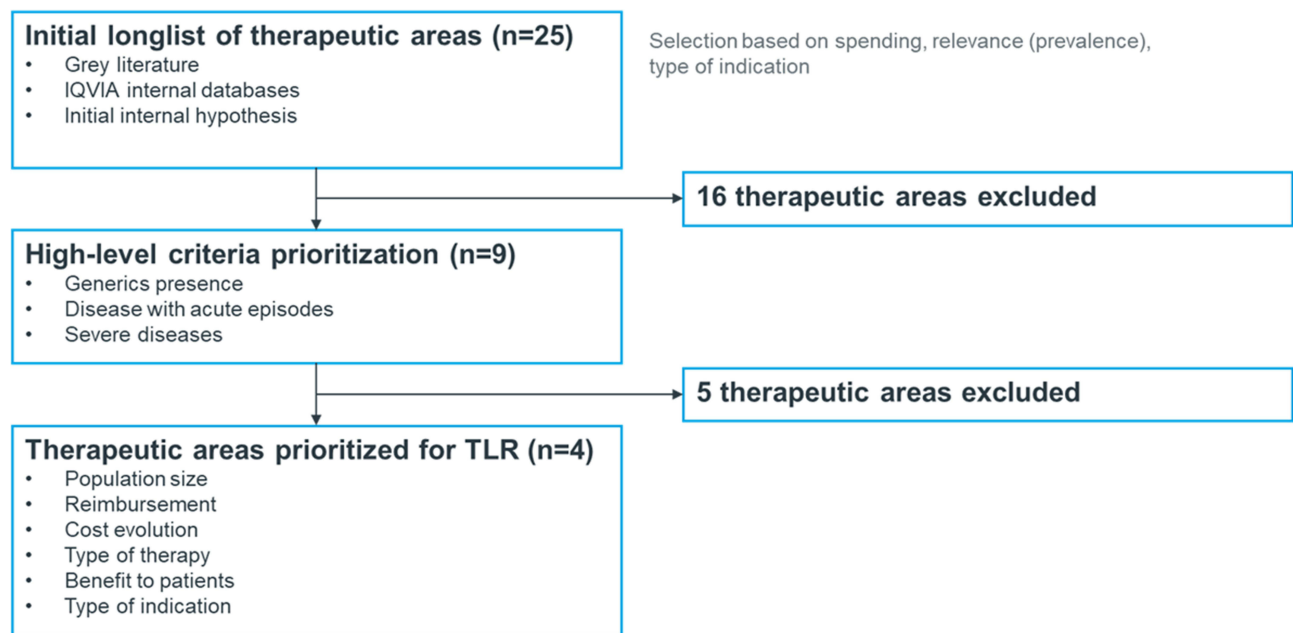 Initial longlist of therapeutic areas (n=25)
• Grey literature
• IQVIA internal databases
• Initial internal hypothesis
Selection based on spending, relevance (prevalence),
type of indication
16 therapeutic areas excluded
High-level criteria prioritization (n=9)
• Generics presence
• Disease with acute episodes
• Severe diseases
5 therapeutic areas excluded
Therapeutic areas prioritized for TLR (n=4)
• Population size
• Reimbursement
• Cost evolution
• Type of therapy
• Benefit to patients
• Type of indication